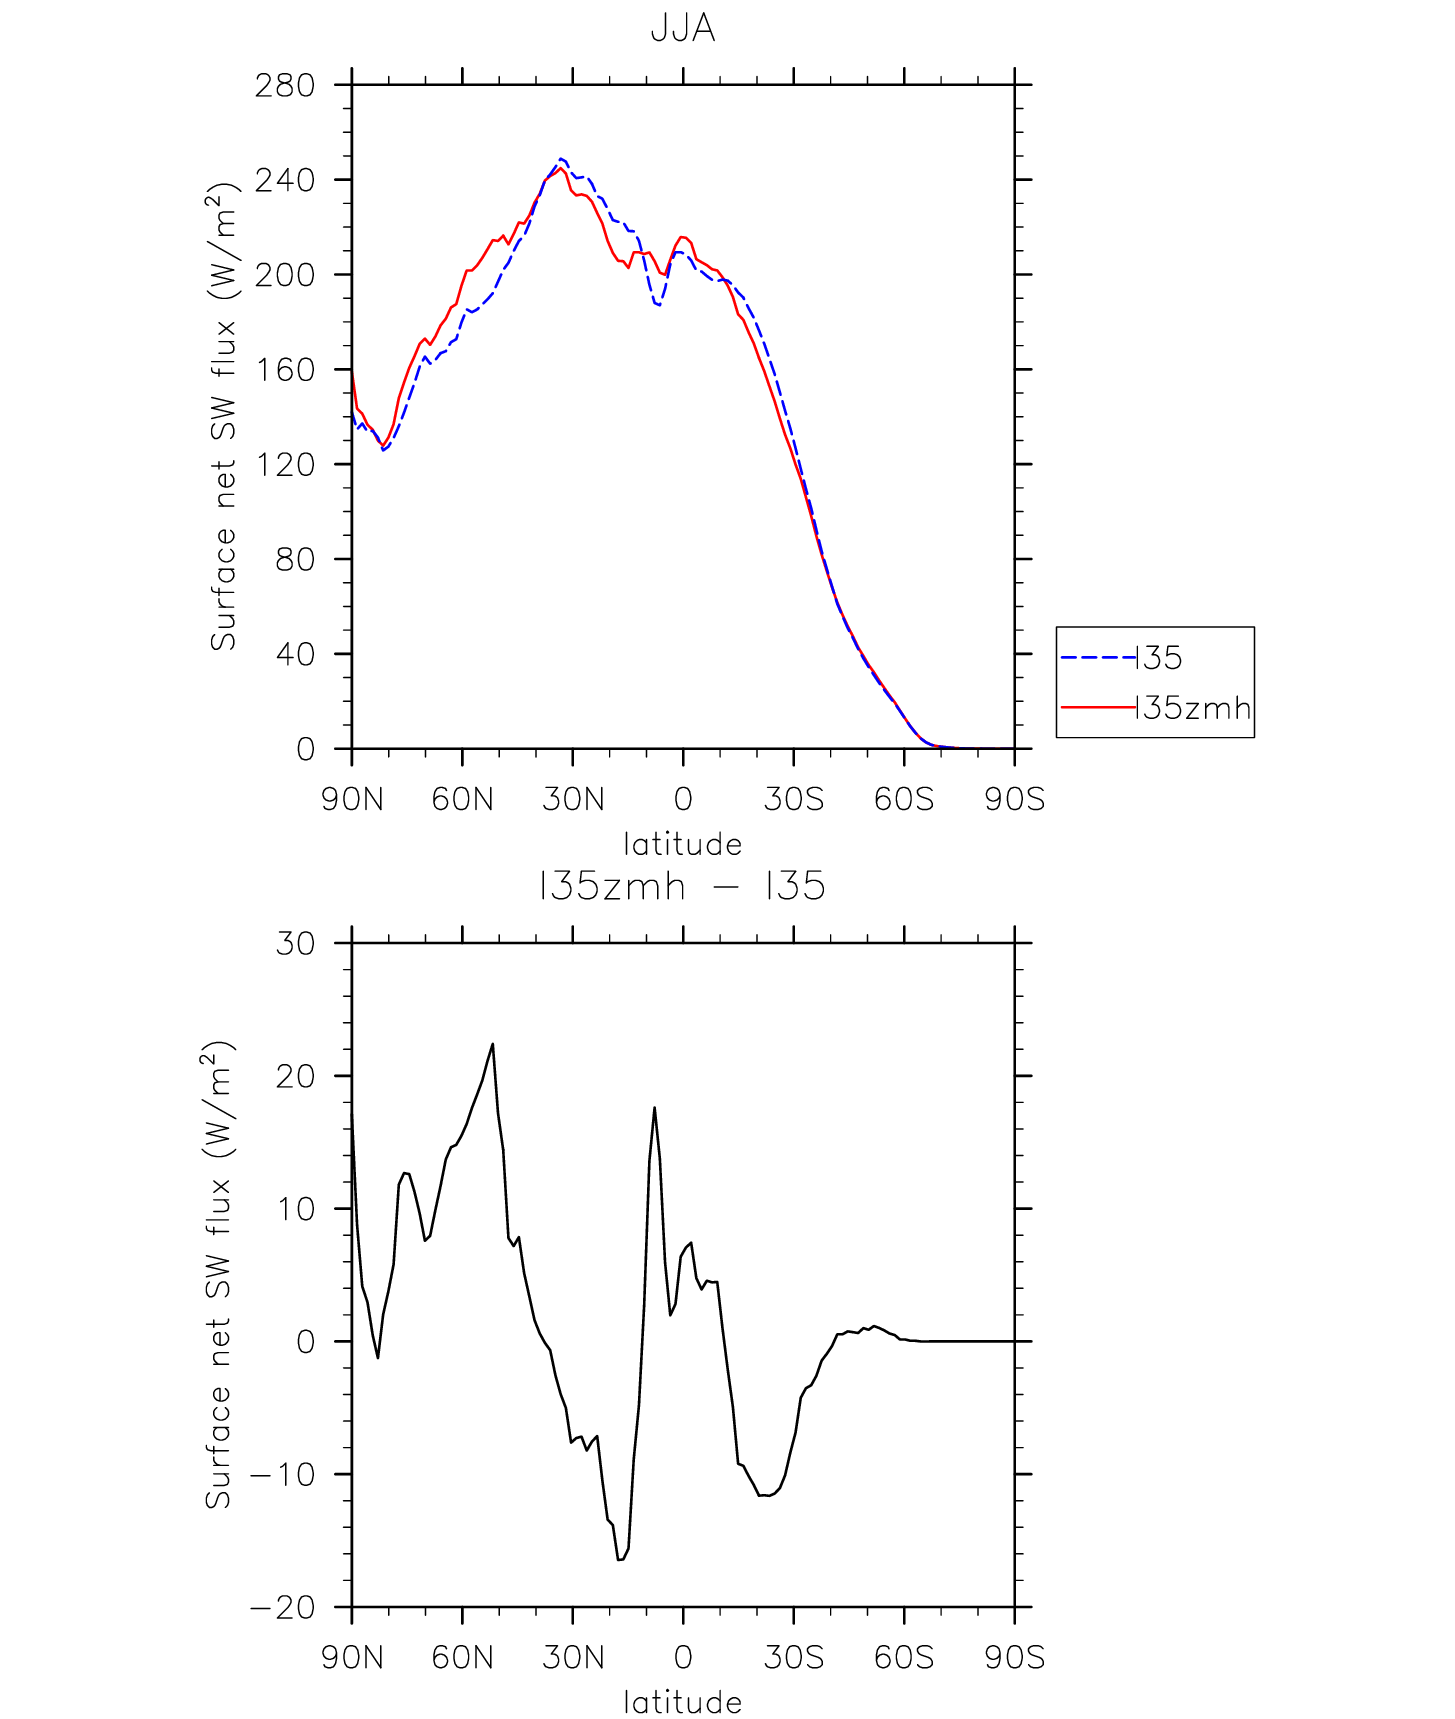 JJA
280
240
200
160
120
80
40
0
Surface net SW flux (W/m²)
90N 60N 30N 0 30S 60S 90S
latitude
I35
I35zmh
I35zmh – I35
30
20
10
0
−10
−20
Surface net SW flux (W/m²)
90N 60N 30N 0 30S 60S 90S
latitude